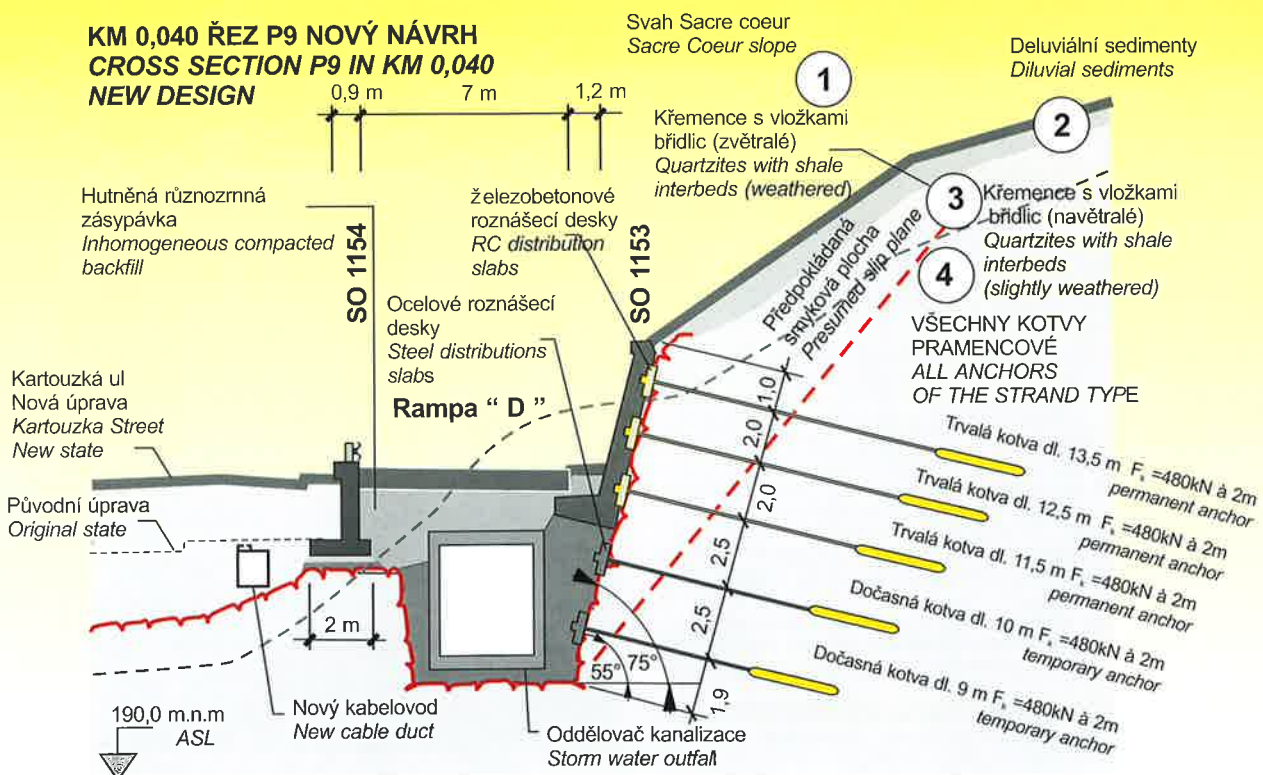 KM 0,040 ŘEZ P9 NOVÝ NÁVRH
CROSS SECTION P9 IN KM 0,040
NEW DESIGN
0,9 m
7 m
1,2 m
Svah Sacre coeur
Sacre Coeur slope
1
Deluviální sedimenty
Diluvial sediments
2
Křemence s vložkami
břidlic (zvětralé)
Quartzites with shale
interbeds (weathered)
3
Křemence s vložkami
břidlic (navětralé)
Quartzites with shale
interbeds
(slightly weathered)
4
Hutněná různozrnná
zásypávka
Inhomogeneous compacted
backfill
SO 1154
železobetonové
roznášecí desky
RC distribution
slabs
SO 1153
Ocelové roznášecí
desky
Steel distributions
slabs
Předpokládaná
smyková plocha
Presumed slip plane
VŠECHNY KOTVY
PRAMENCOVÉ
ALL ANCHORS
OF THE STRAND TYPE
Rampa “ D ”
Kartouzká ul
Nová úprava
Kartouzka Street
New state
Původní úprava
Original state
1,0
2,0
2,0
2,5
2,5
1,9
Trvalá kotva dl. 13,5 m Fk =480kN à 2m
permanent anchor
Trvalá kotva dl. 12,5 m Fk =480kN à 2m
permanent anchor
Trvalá kotva dl. 11,5 m Fk =480kN à 2m
permanent anchor
Dočasná kotva dl. 10 m Fk =480kN à 2m
temporary anchor
Dočasná kotva dl. 9 m Fk =480kN à 2m
temporary anchor
2 m
55°
75°
190,0 m.n.m
ASL
Nový kabelovod
New cable duct
Oddělovač kanalizace
Storm water outfall